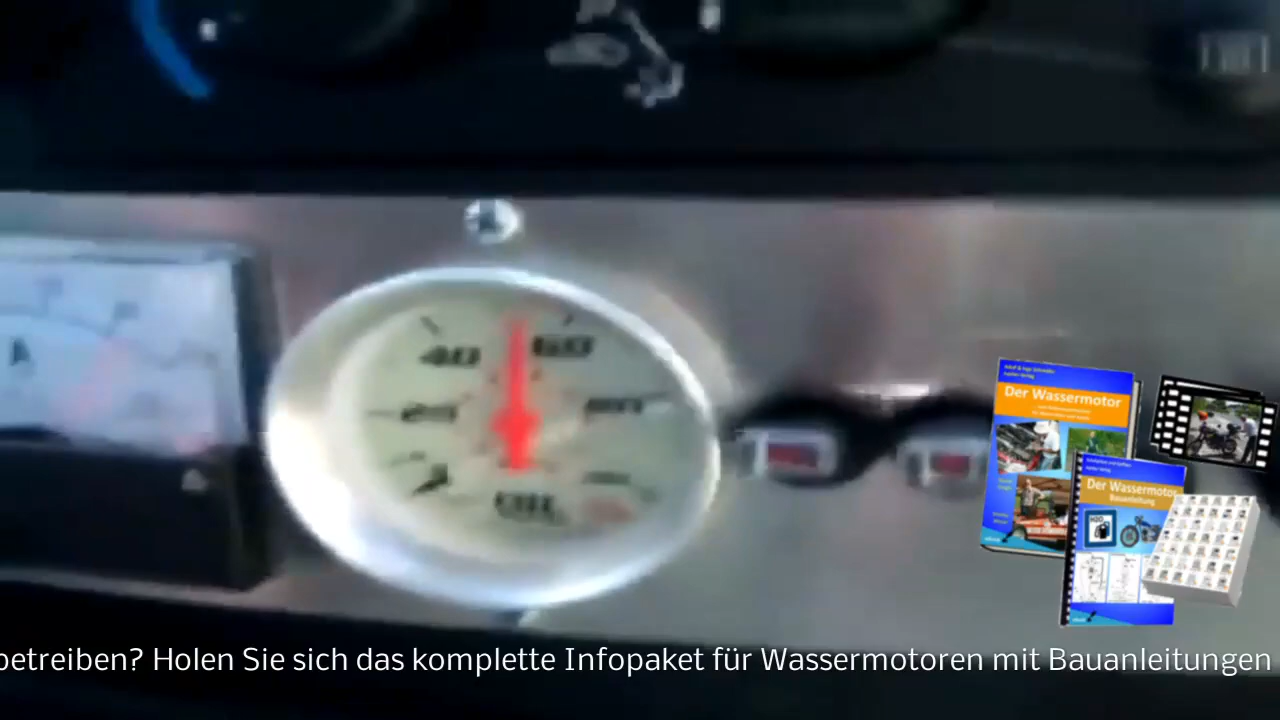 A
40
60
20
80
OIL
Der Wassermotor
Der Wassermotor
Bauanleitung
H2O
betreiben? Holen Sie sich das komplette Infopaket für Wassermotoren mit Bauanleitungen